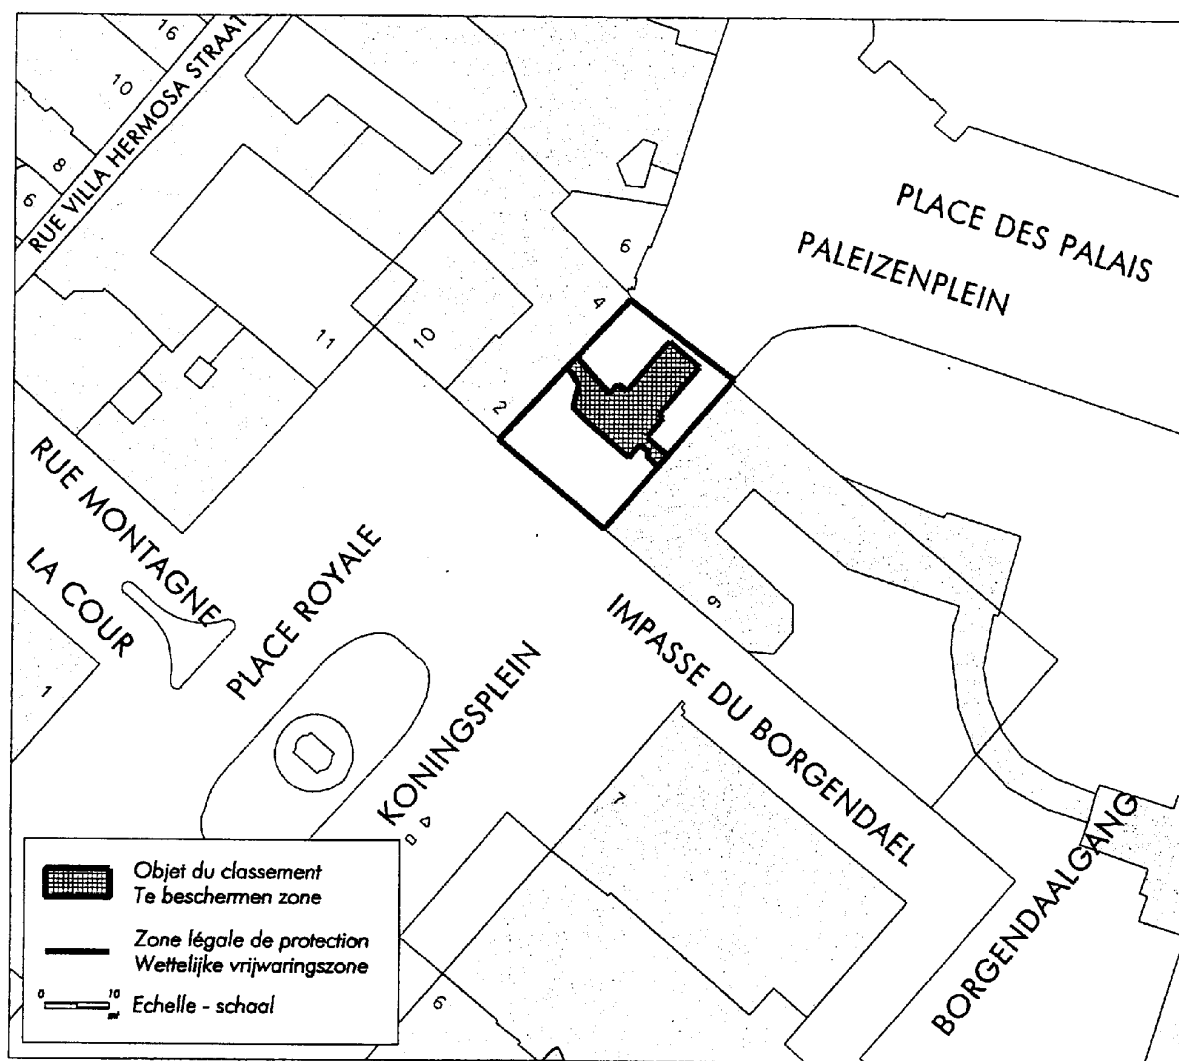 16
10
8
6
RUE VILLA HERMOSA STRAAT
PLACE DES PALAIS
PALEIZENPLEIN
6
4
11
10
2
RUE MONTAGNE
LA COUR
PLACE ROYALE
KONINGSPLEIN
1
9
IMPASSE DU BORGENDAEL
7
BORGENDAALGANG
6
Objet du classement
Te beschermen zone
Zone légale de protection
Wettelijke vrijwaringszone
0 10
Echelle - schaal